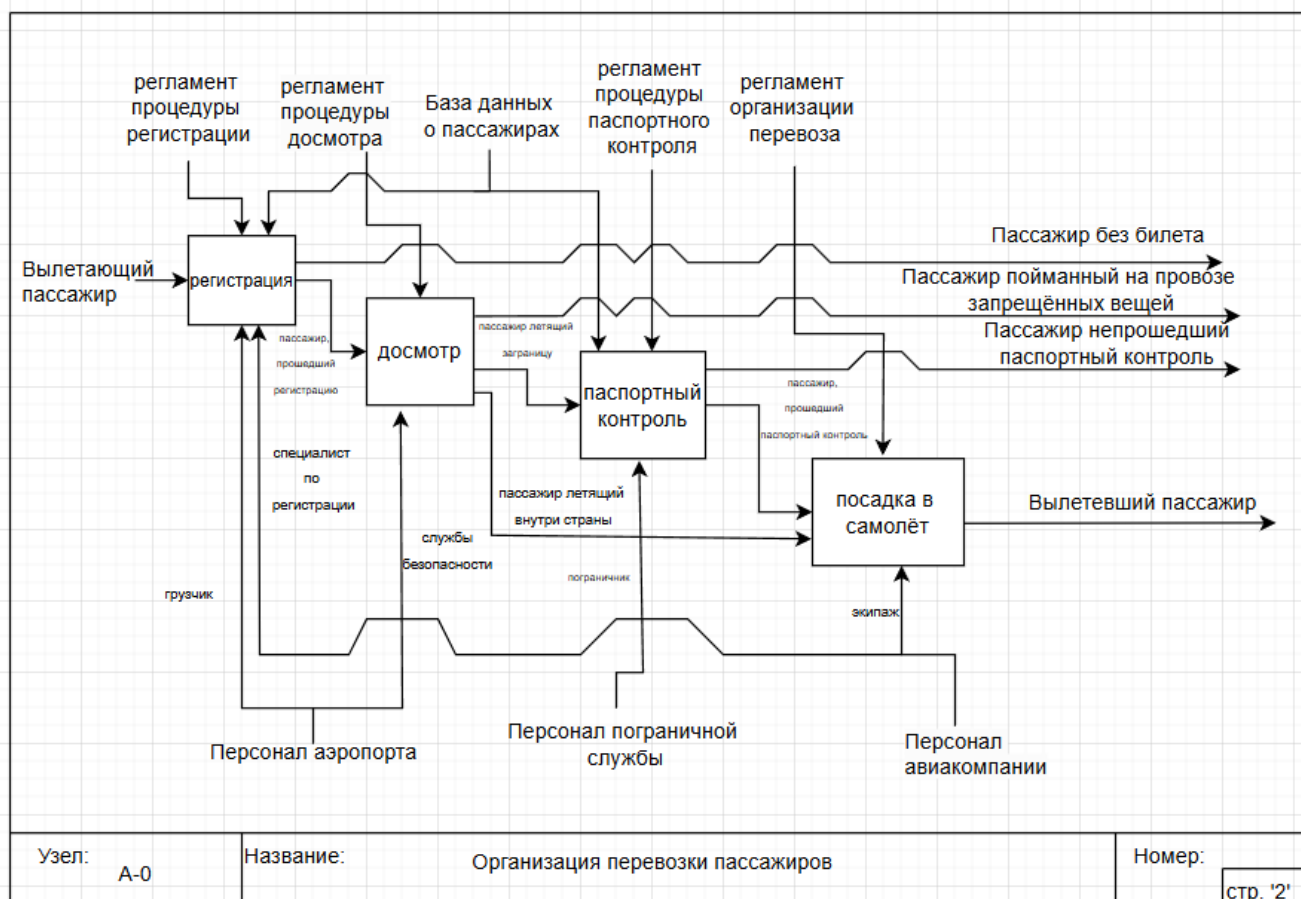 регламент
процедуры
регистрации
регламент
процедуры
досмотра
База данных
о пассажирах
регламент
процедуры
паспортного
контроля
регламент
организации
перевоза
Вылетающий
пассажир
регистрация
Пассажир без билета
Пассажир пойманный на провозе
запрещённых вещей
Пассажир непрошедший
паспортный контроль
пассажир,
прошедший
регистрацию
досмотр
пассажир летящий
заграницу
паспортный
контроль
пассажир,
прошедший
паспортный контроль
специалист
по
регистрации
пассажир летящий
внутри страны
посадка в
самолёт
Вылетевший пассажир
службы
безопасности
пограничник
грузчик
экипаж
Персонал аэропорта
Персонал пограничной
службы
Персонал
авиакомпании
Узел:
А-0
Название:
Организация перевозки пассажиров
Номер:
стр. '2'